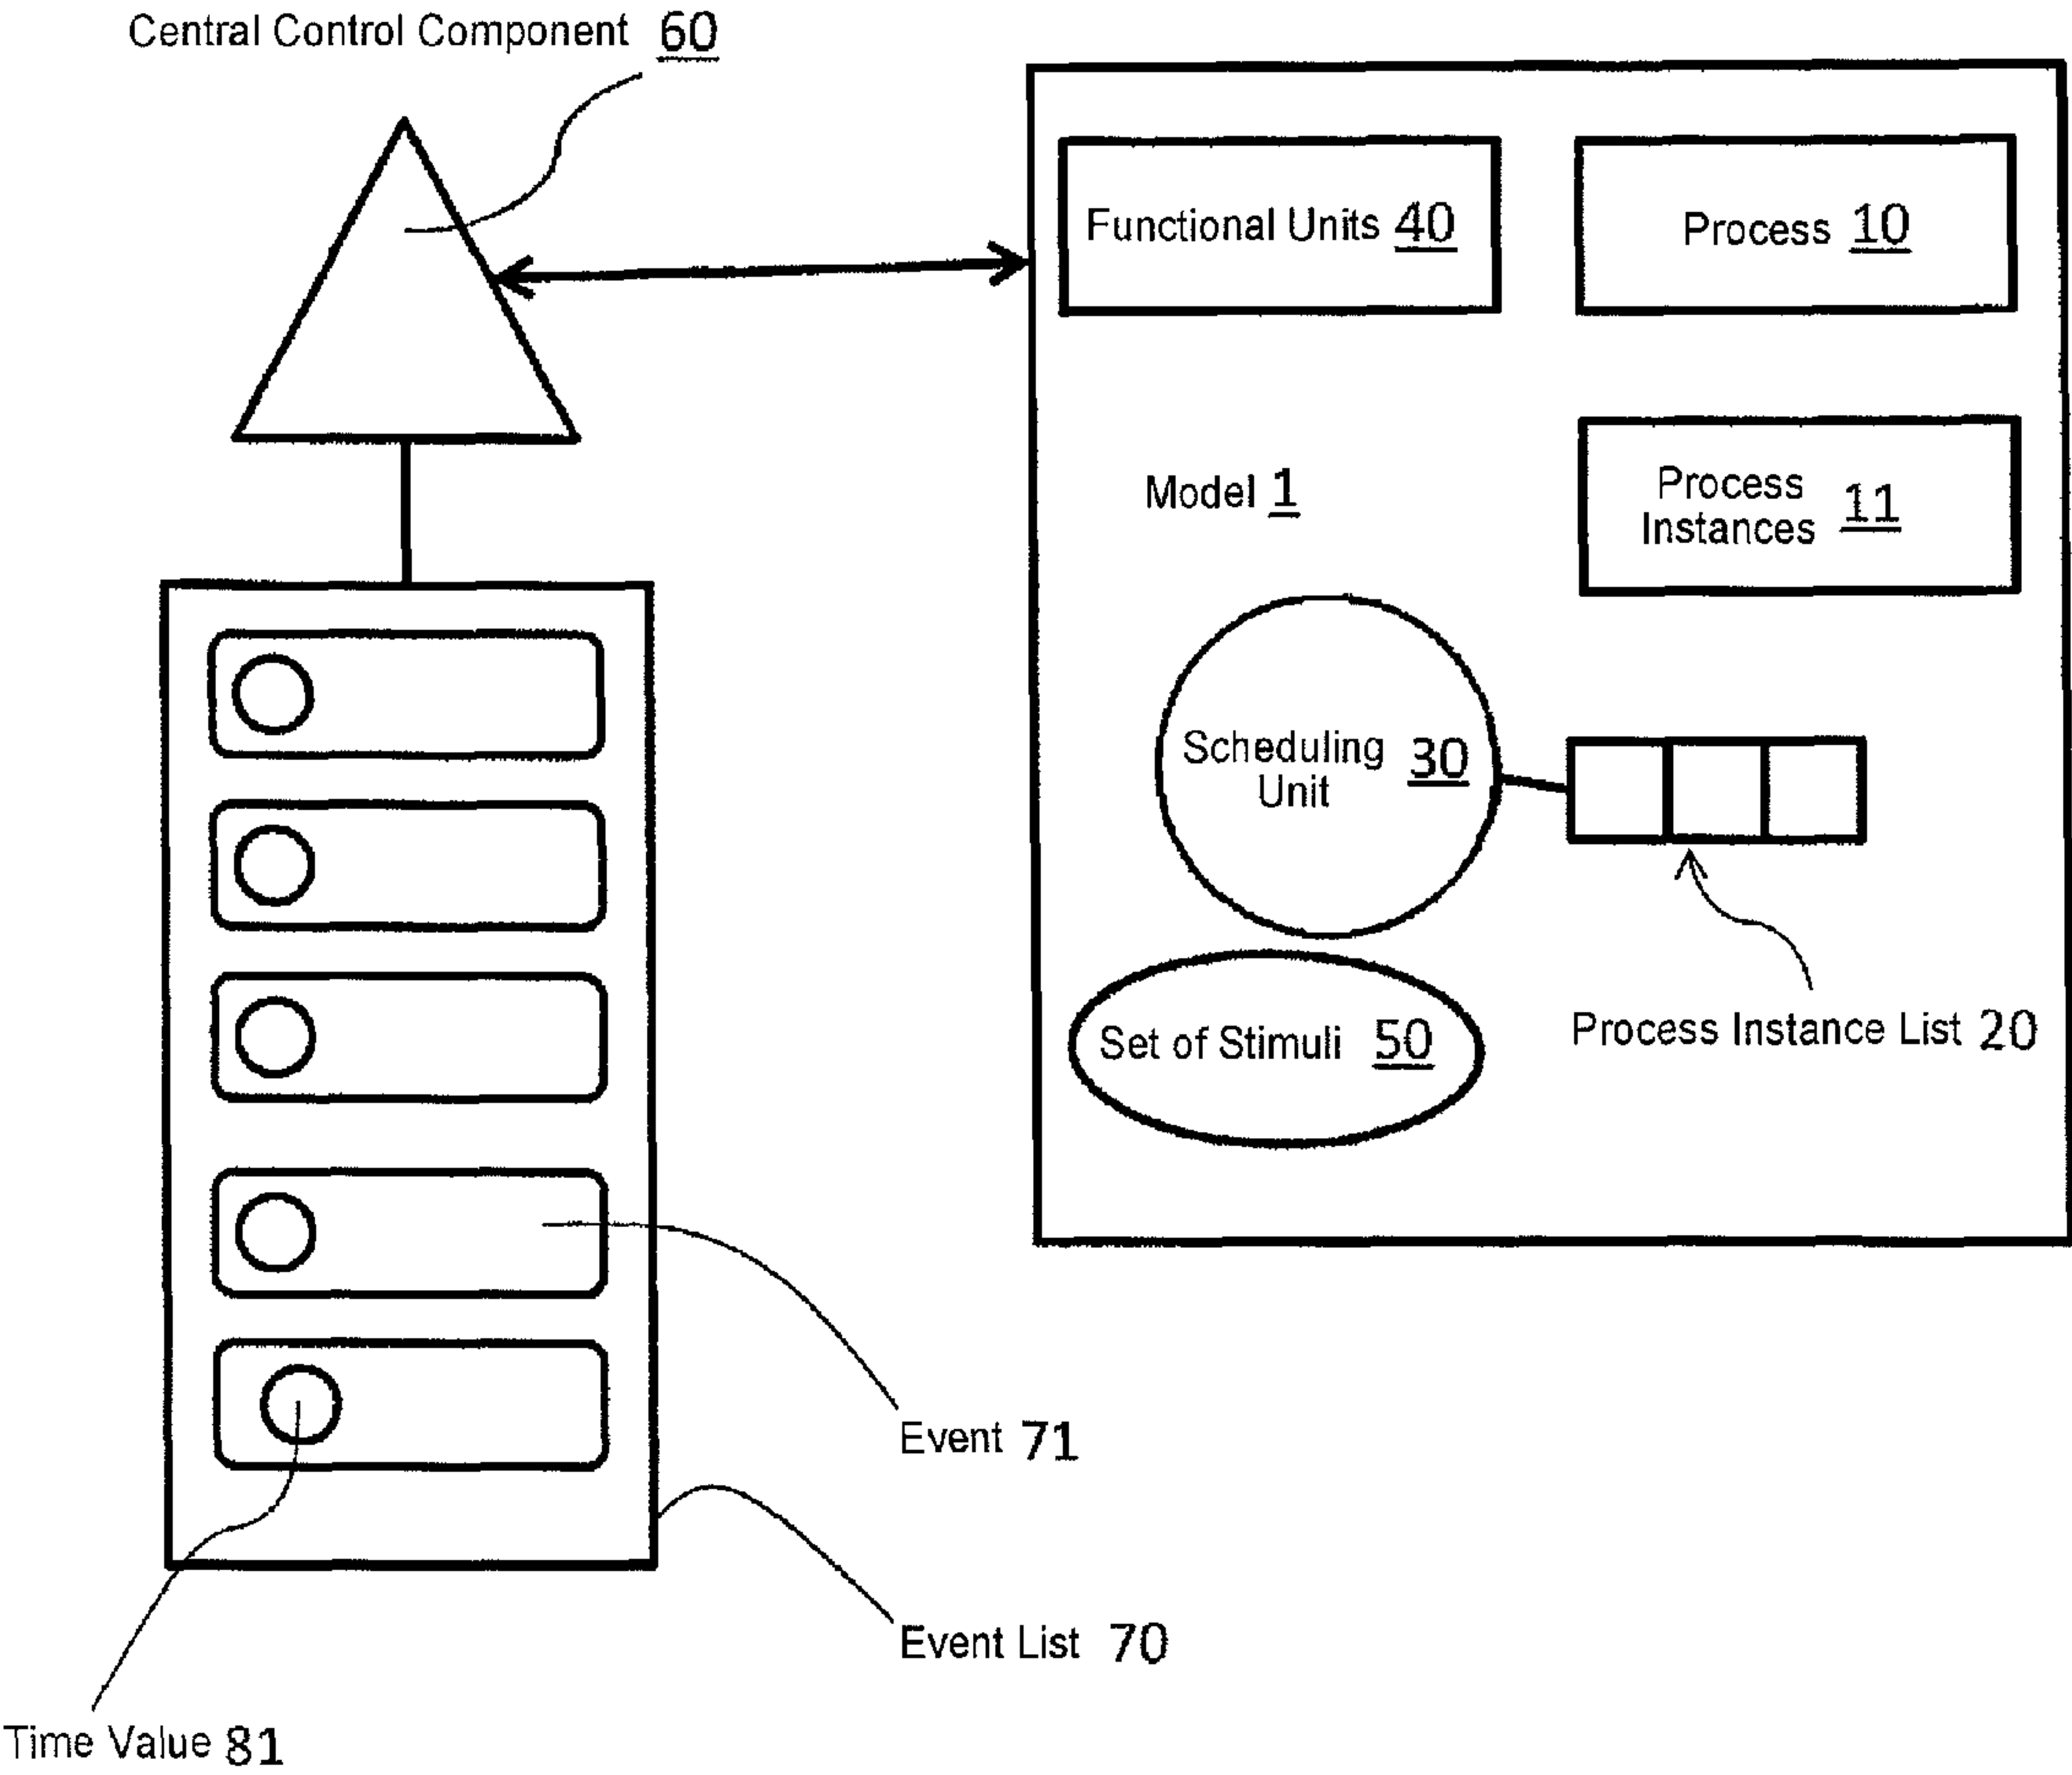 Central Control Component 60
Functional Units 40
Process 10
Model 1
Process
Instances 11
Scheduling
Unit 30
Set of Stimuli 50
Process Instance List 20
Event 71
Event List 70
Time Value 81